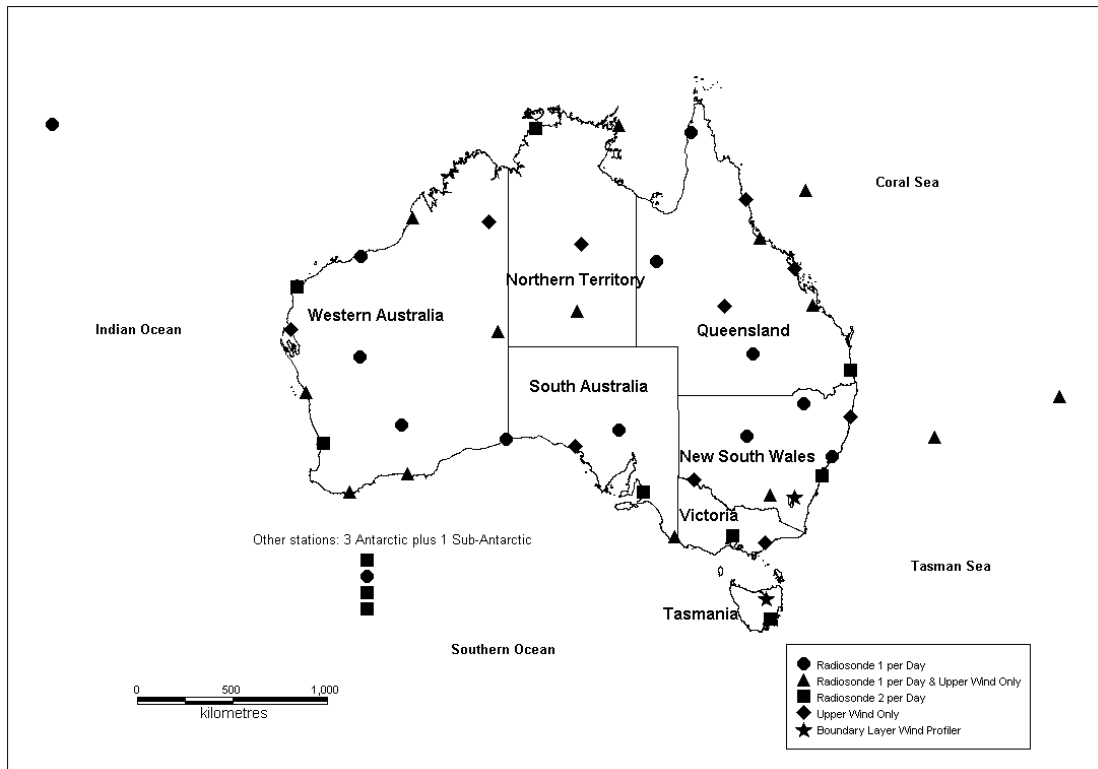 Coral Sea
Northern Territory
Western Australia
Indian Ocean
Queensland
South Australia
New South Wales
Victoria
Other stations: 3 Antarctic plus 1 Sub-Antarctic
Tasman Sea
Tasmania
Southern Ocean
0 500 1,000
kilometres
Radiosonde 1 per Day
Radiosonde 1 per Day & Upper Wind Only
Radiosonde 2 per Day
Upper Wind Only
Boundary Layer Wind Profiler